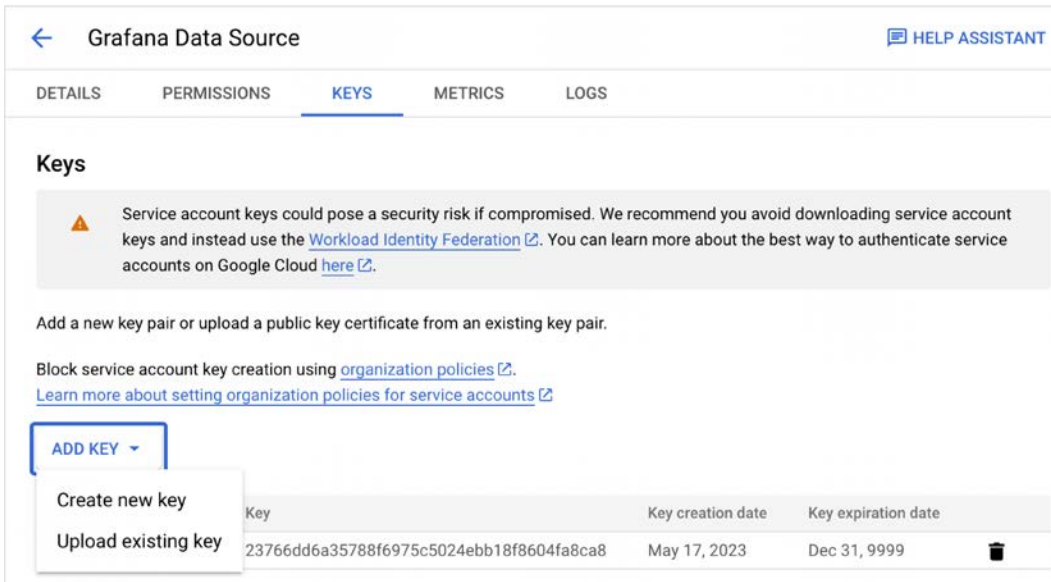 Grafana Data Source
HELP ASSISTANT
DETAILS PERMISSIONS KEYS METRICS LOGS
Keys
Service account keys could pose a security risk if compromised. We recommend you avoid downloading service account
keys and instead use the Workload Identity Federation. You can learn more about the best way to authenticate service
accounts on Google Cloud here.
Add a new key pair or upload a public key certificate from an existing key pair.
Block service account key creation using organization policies.
Learn more about setting organization policies for service accounts
ADD KEY
Create new key
Upload existing key
Key Key creation date Key expiration date
23766dd6a35788f6975c5024ebb18f8604fa8ca8 May 17, 2023 Dec 31, 9999